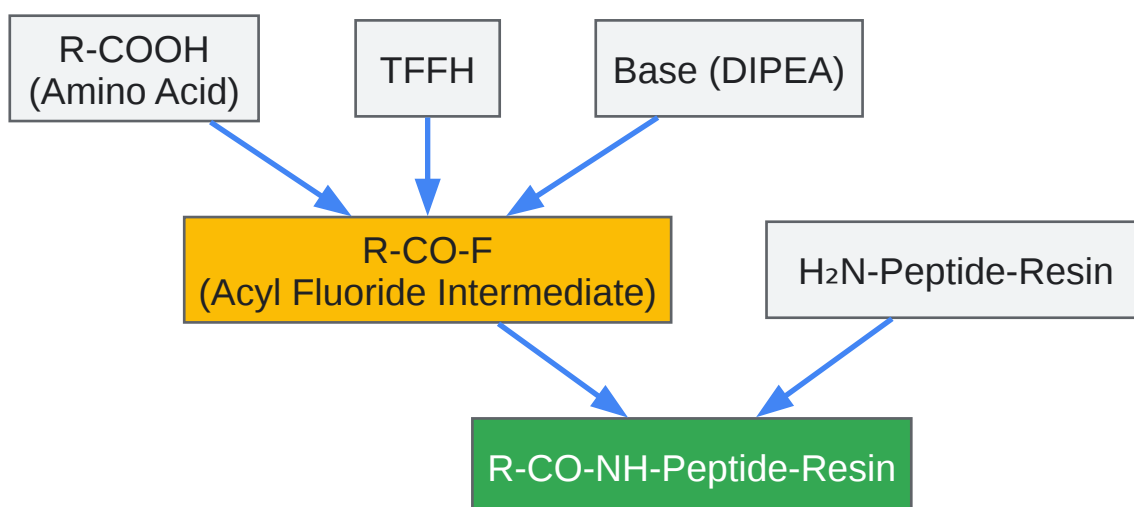 R-COOH
(Amino Acid)
TFFH
Base (DIPEA)
R-CO-F
(Acyl Fluoride Intermediate)
H₂N-Peptide-Resin
R-CO-NH-Peptide-Resin